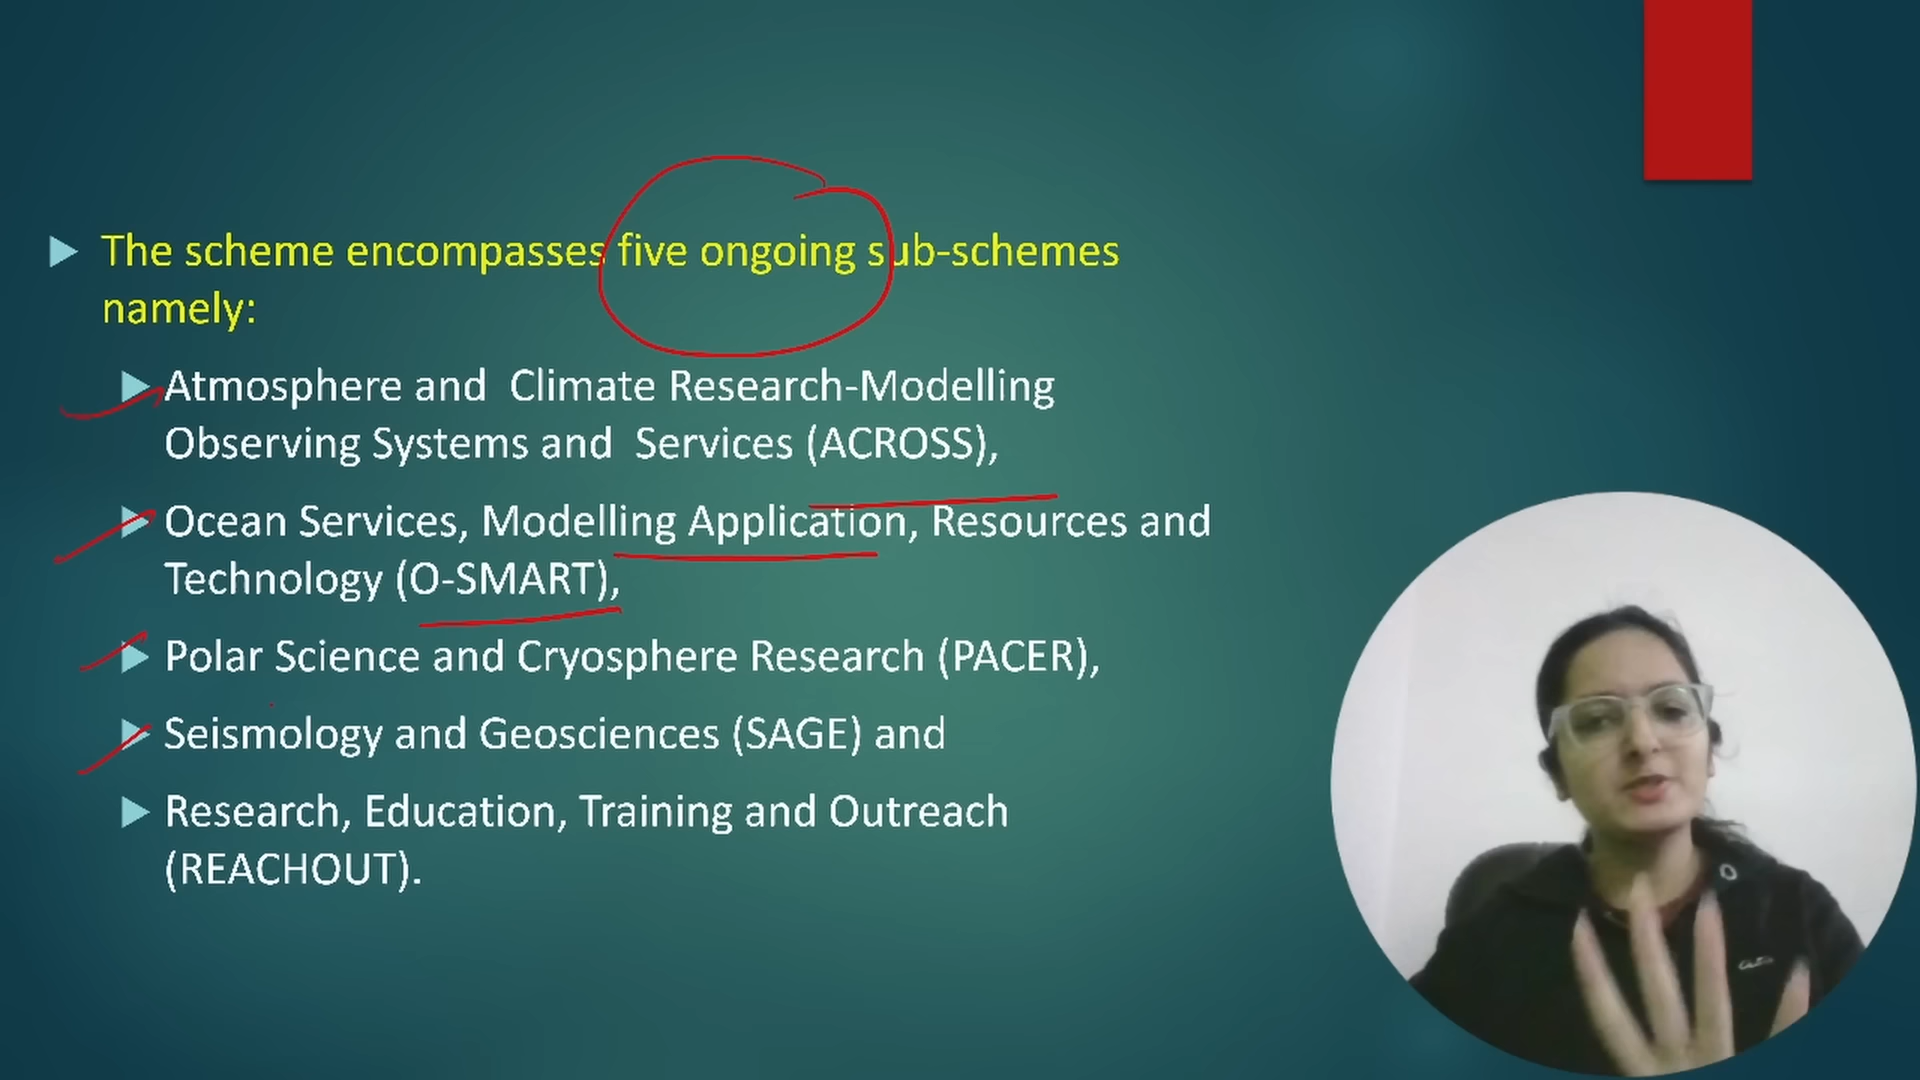 The scheme encompasses five ongoing sub-schemes
namely:
Atmosphere and Climate Research-Modelling
Observing Systems and Services (ACROSS),
Ocean Services, Modelling Application, Resources and
Technology (O-SMART),
Polar Science and Cryosphere Research (PACER),
Seismology and Geosciences (SAGE) and
Research, Education, Training and Outreach
(REACHOUT).